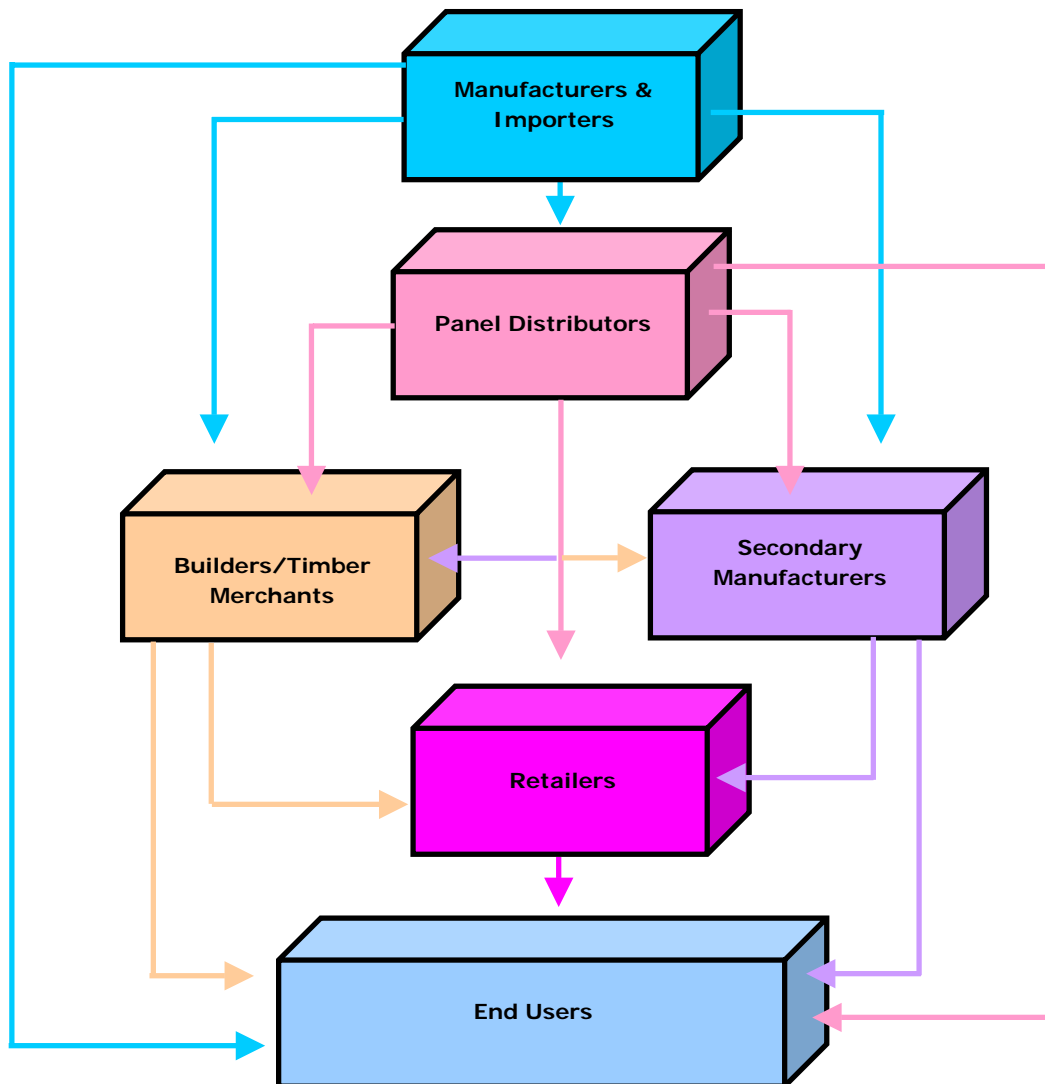 Manufacturers &
Importers
Panel Distributors
Builders/Timber
Merchants
Secondary
Manufacturers
Retailers
End Users